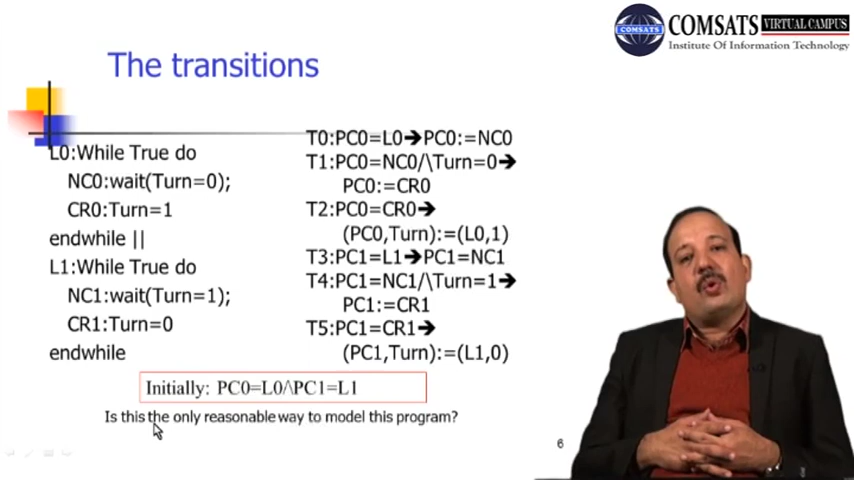 COMSATS VIRTUAL CAMPUS
COMSATS
Institute Of Information Technology
The transitions
L0:While True do
NC0:wait(Turn=0);
CR0:Turn=1
endwhile ||
L1:While True do
NC1:wait(Turn=1);
CR1:Turn=0
endwhile
T0:PC0=L0➔PC0:=NC0
T1:PC0=NC0/\Turn=0➔
PC0:=CR0
T2:PC0=CR0➔
(PC0,Turn):=(L0,1)
T3:PC1=L1➔PC1=NC1
T4:PC1=NC1/\Turn=1➔
PC1:=CR1
T5:PC1=CR1➔
(PC1,Turn):=(L1,0)
Initially: PC0=L0/\PC1=L1
Is this the only reasonable way to model this program?
6